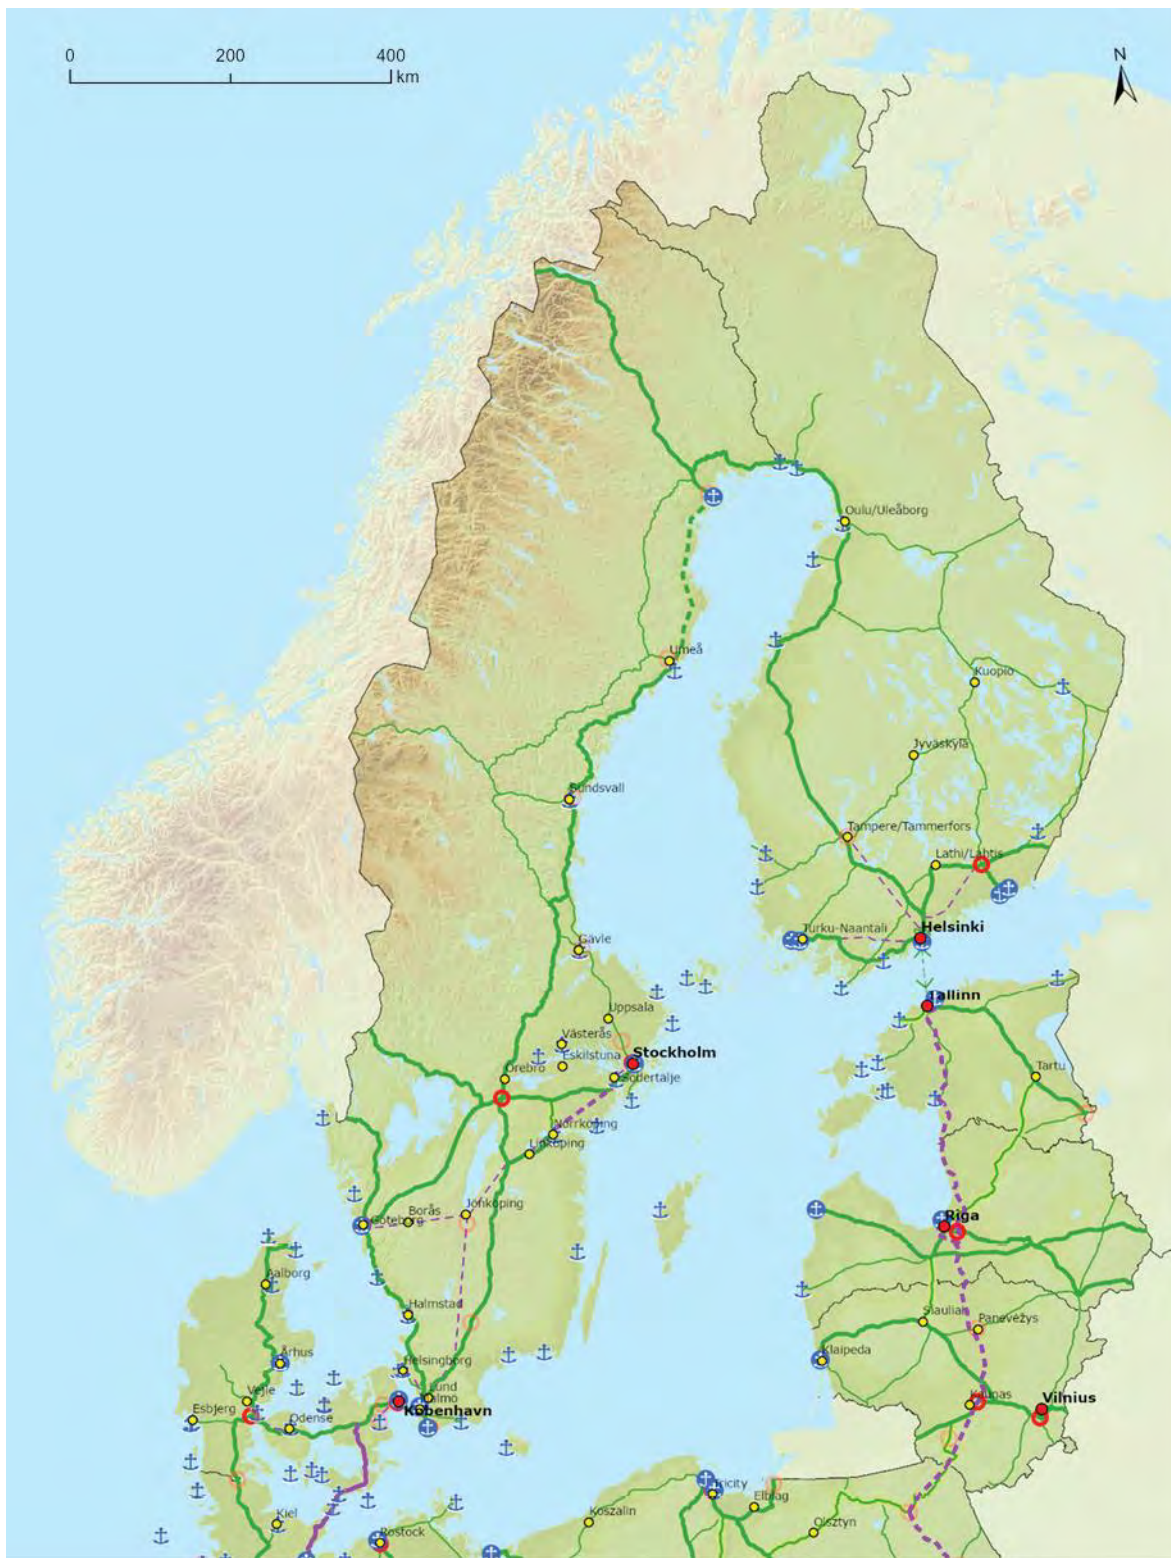 0 200 400
km
N
Oulu/Uleåborg
Umeå
Kuopio
Jyväskylä
Sundsvall
Tampere/Tammerfors
Lathi/Lahtis
Turku-Naantali
Helsinki
Gävle
Tallinn
Uppsala
Västerås
Eskilstuna
Stockholm
Örebro
Södertälje
Tartu
Norrköping
Linköping
Jönköping
Borås
Göteborg
Riga
Aalborg
Halmstad
Siauliai
Panevėžys
Århus
Helsingborg
Klaipeda
Vejle
Lund
Malmö
København
Kaunas
Vilnius
Esbjerg
Odense
Tricity
Elbląg
Kiel
Koszalin
Olsztyn
Rostock